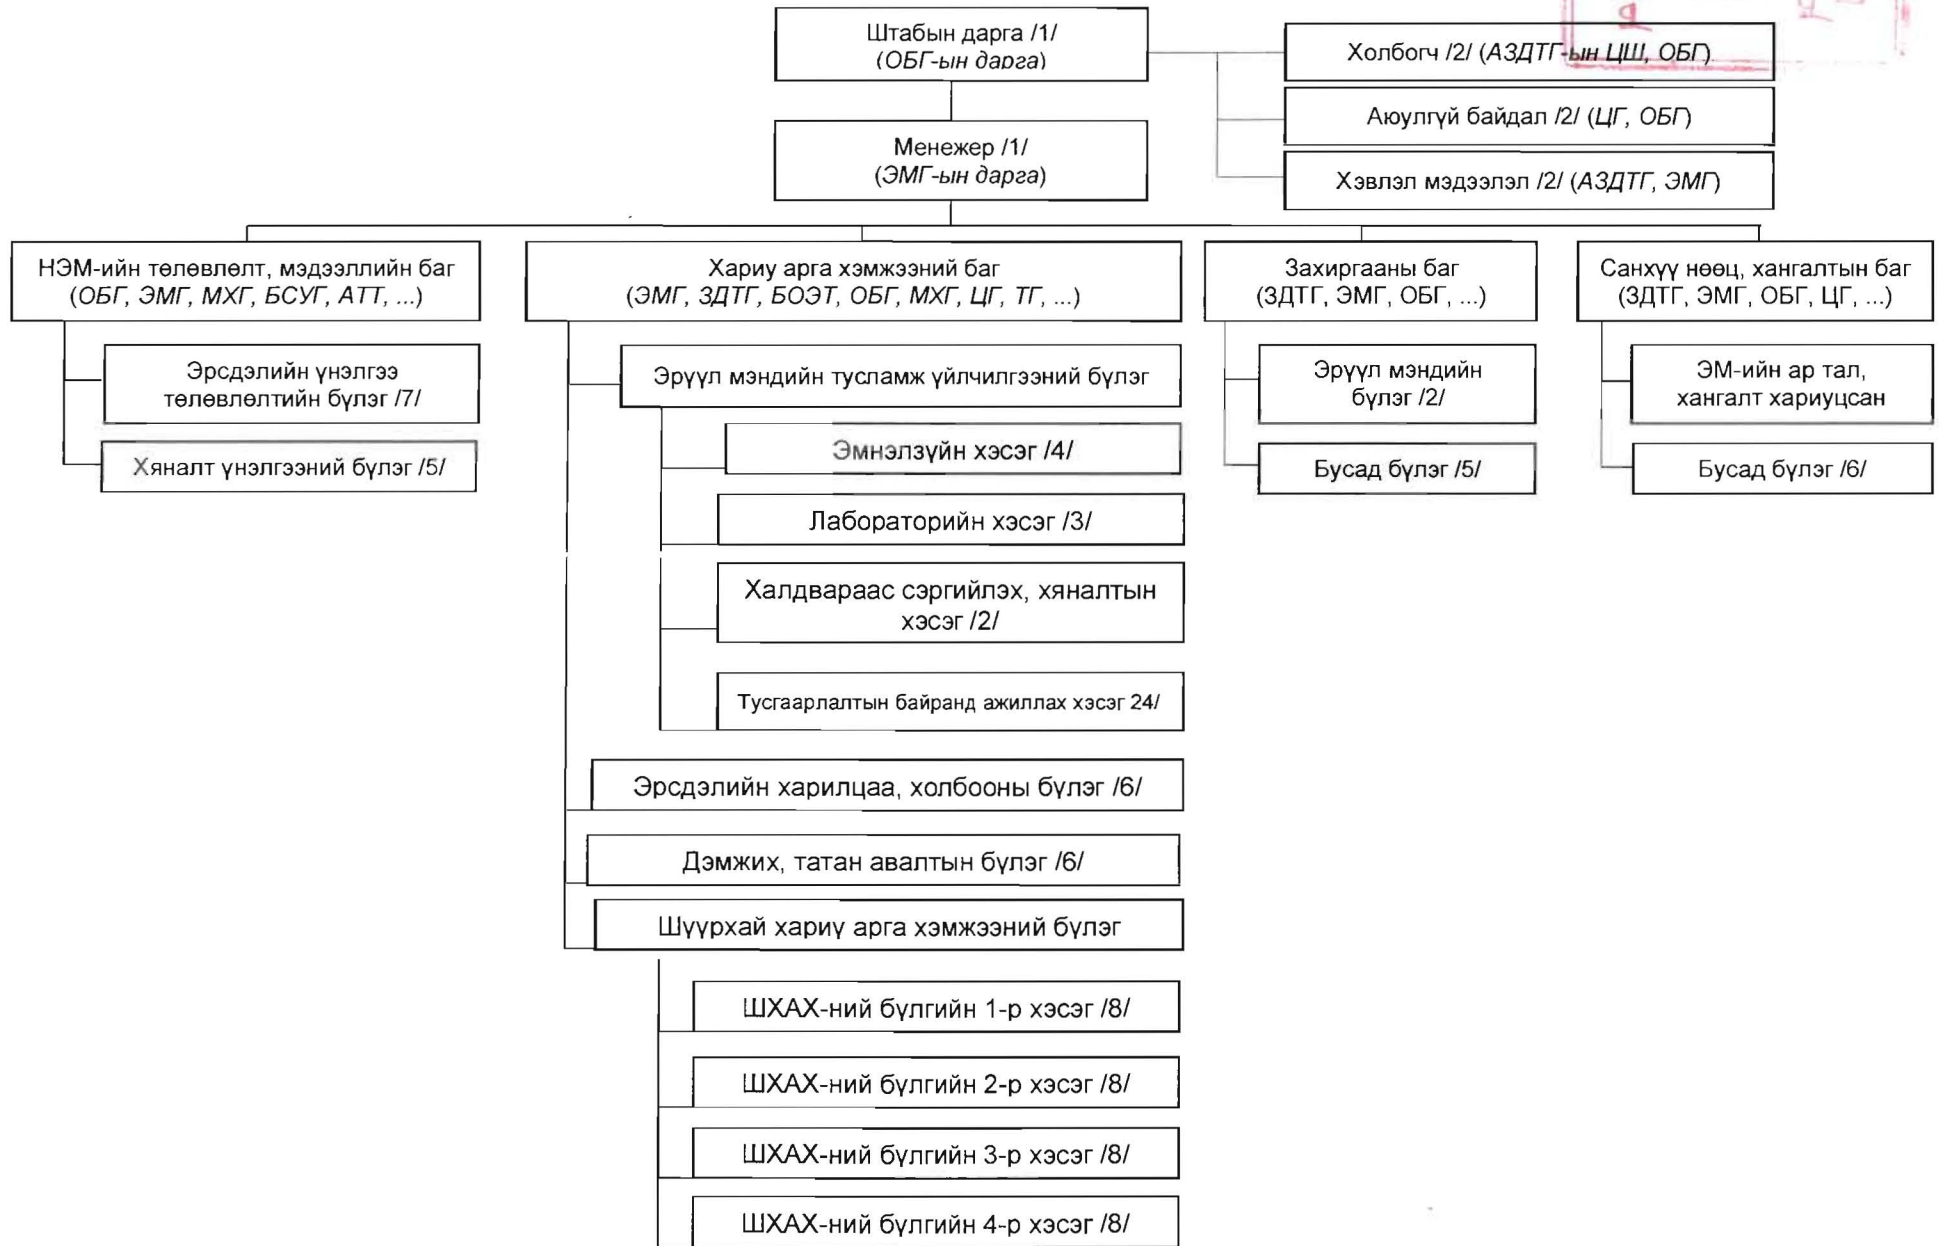 Штабын дарга /1/
(ОБГ-ын дарга)
Холбогч /2/ (АЗДТГ-ын ЦШ, ОБГ)
Аюулгүй байдал /2/ (ЦГ, ОБГ)
Менежер /1/
(ЭМГ-ын дарга)
Хэвлэл мэдээлэл /2/ (АЗДТГ, ЭМГ)
НЭМ-ийн төлөвлөлт, мэдээллийн баг
(ОБГ, ЭМГ, МХГ, БСУГ, АТТ, ...)
Эрсдэлийн үнэлгээ
төлөвлөлтийн бүлэг /7/
Хяналт үнэлгээний бүлэг /5/
Хариу арга хэмжээний баг
(ЭМГ, ЗДТГ, БОЭТ, ОБГ, МХГ, ЦГ, ТГ, ...)
Эрүүл мэндийн тусламж үйлчилгээний бүлэг
Эмнэлзүйн хэсэг /4/
Лабораторийн хэсэг /3/
Халдвараас сэргийлэх, хяналтын
хэсэг /2/
Тусгаарлалтын байранд ажиллах хэсэг 24/
Эрсдэлийн харилцаа, холбооны бүлэг /6/
Дэмжих, татан авалтын бүлэг /6/
Шүүрхай хариу арга хэмжээний бүлэг
ШХАХ-ний бүлгийн 1-р хэсэг /8/
ШХАХ-ний бүлгийн 2-р хэсэг /8/
ШХАХ-ний бүлгийн 3-р хэсэг /8/
ШХАХ-ний бүлгийн 4-р хэсэг /8/
Захиргааны баг
(ЗДТГ, ЭМГ, ОБГ, ...)
Эрүүл мэндийн
бүлэг /2/
Бусад бүлэг /5/
Санхүү нөөц, хангалтын баг
(ЗДТГ, ЭМГ, ОБГ, ЦГ, ...)
ЭМ-ийн ар тал,
хангалт хариуцсан
Бусад бүлэг /6/